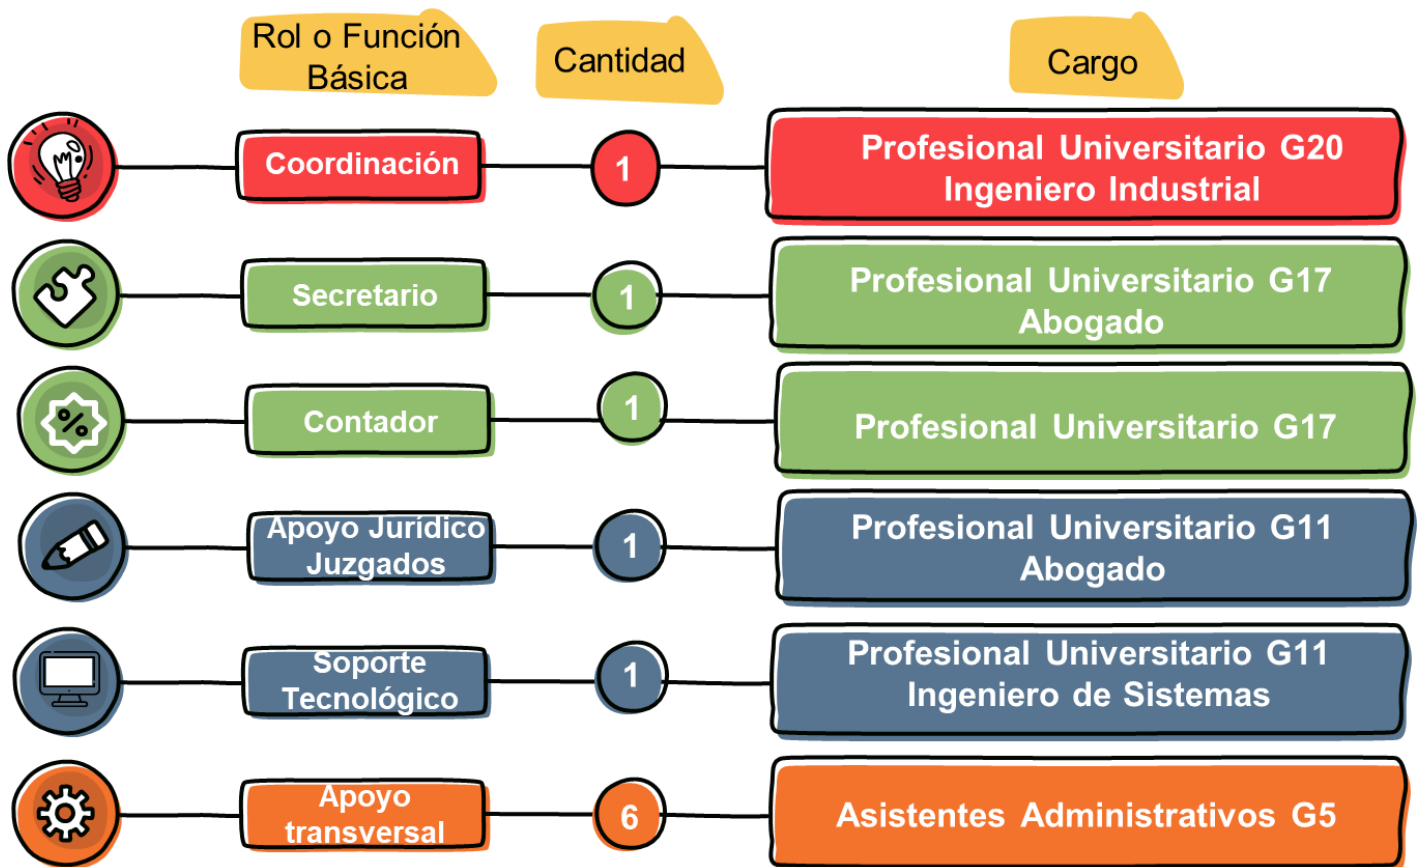 Rol o Función
Básica
Cantidad
Cargo
Coordinación
1
Profesional Universitario G20
Ingeniero Industrial
Secretario
1
Profesional Universitario G17
Abogado
%
Contador
1
Profesional Universitario G17
Apoyo Jurídico
Juzgados
1
Profesional Universitario G11
Abogado
Soporte
Tecnológico
1
Profesional Universitario G11
Ingeniero de Sistemas
Apoyo
transversal
6
Asistentes Administrativos G5